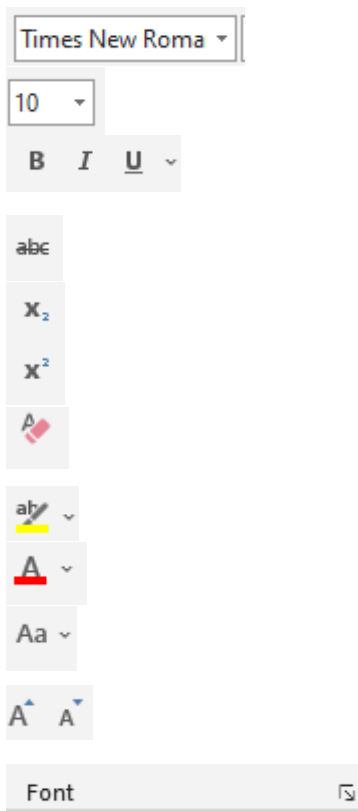 Times New Roma
10
B I U
abc
x₂
x²
A
ab
A
Aa
A A
Font